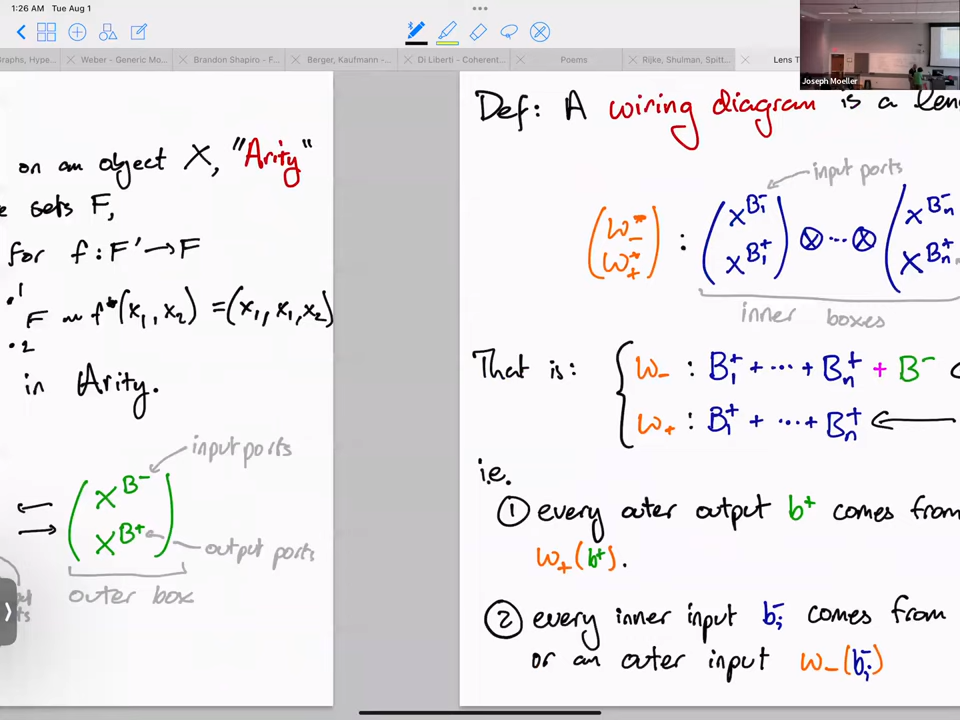 1:26 AM Tue Aug 1
Weber - Generic Mo...
Brandon Shapiro - F...
Berger, Kaufmann -...
Di Liberti - Coherent...
Poems
Rijke, Shulman, Spitt...
Lens T
Joseph Moeller
on an object X, "Arity"
sets F,
for f : F' → F
•1
F ⇝ f*(x₁, x₂) = (x₁, x₁, x₂)
•2
in Arity.
input ports
(X^B⁻
X^B⁺)
output ports
outer box
Def: A wiring diagram is a
input ports
(w*₋
w*₊) : (X^B₁⁻
X^B₁⁺) ⊗ ··· ⊗ (X^Bₙ⁻
X^Bₙ⁺
inner boxes
That is: { w₋ : B₁⁺ + ··· + Bₙ⁺ + B⁻
w₊ : B₁⁺ + ··· + Bₙ⁺ ←
i.e.
① every outer output b⁺ comes from
w₊(b⁺).
② every inner input bᵢ⁻ comes from
or an outer input w₋(bᵢ⁻)